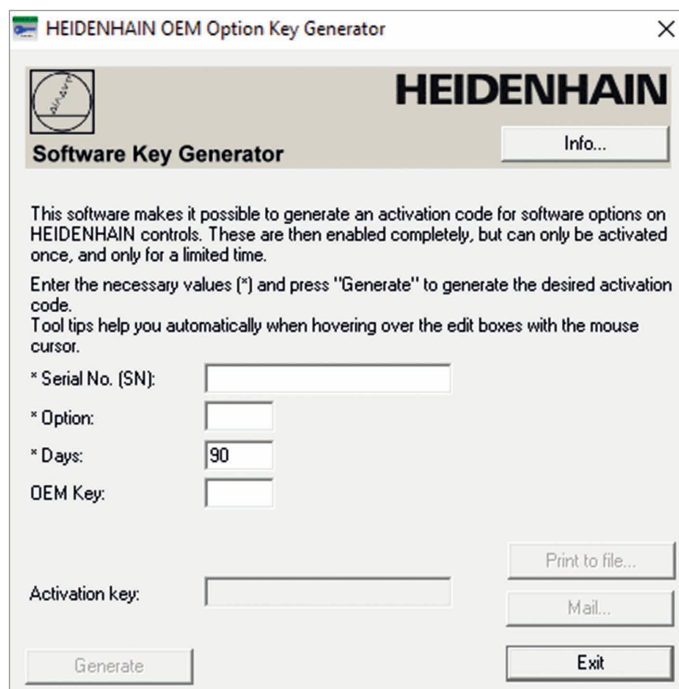 HEIDENHAIN OEM Option Key Generator
HEIDENHAIN
Software Key Generator
Info...
This software makes it possible to generate an activation code for software options on
HEIDENHAIN controls. These are then enabled completely, but can only be activated
once, and only for a limited time.
Enter the necessary values (*) and press "Generate" to generate the desired activation
code.
Tool tips help you automatically when hovering over the edit boxes with the mouse
cursor.
* Serial No. (SN):
* Option:
* Days: 90
OEM Key:
Print to file...
Activation key:
Mail...
Generate
Exit